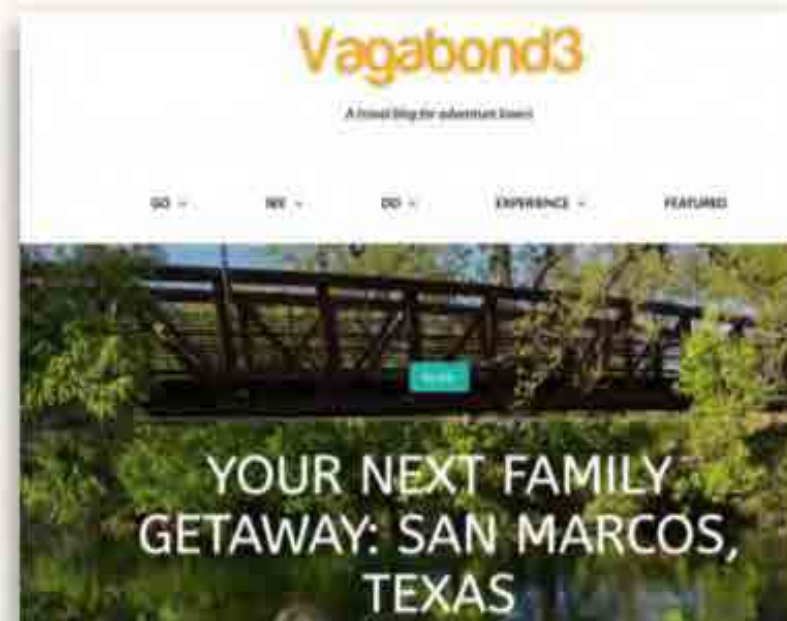 Vagabond3
A travel blog for adventure lovers
GO SEE DO EXPERIENCE FEATURED
YOUR NEXT FAMILY
GETAWAY: SAN MARCOS,
TEXAS